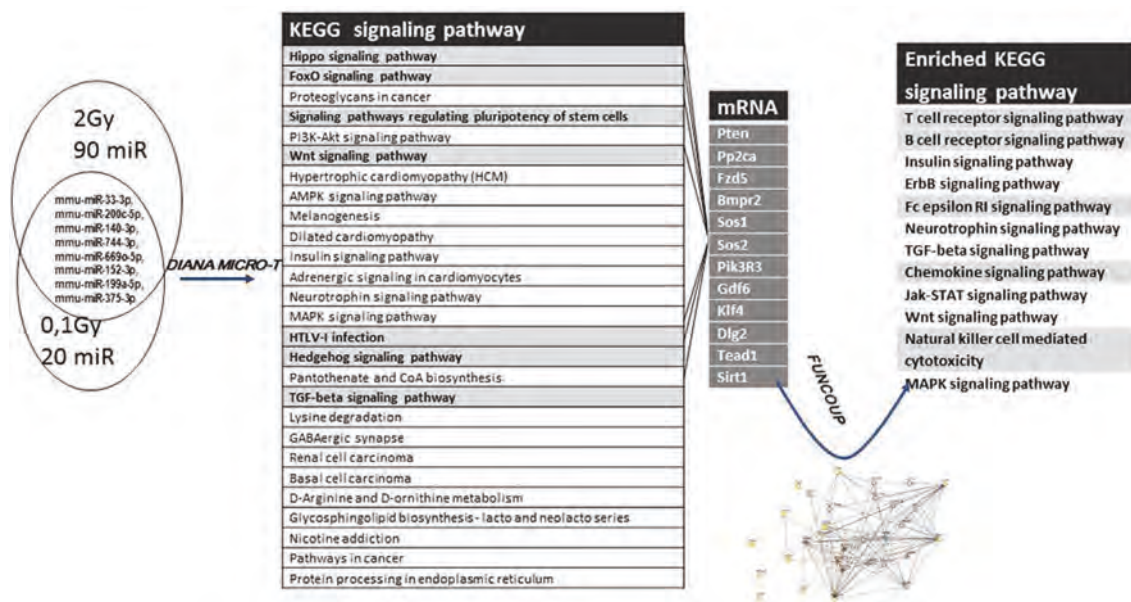 2Gy
90 miR
mmu-miR-33-3p,
mmu-miR-200c-5p,
mmu-miR-140-3p,
mmu-miR-744-3p,
mmu-miR-669o-5p,
mmu-miR-152-3p,
mmu-miR-199a-5p,
mmu-miR-375-3p
0,1Gy
20 miR
DIANA MICRO-T
KEGG signaling pathway
Hippo signaling pathway
FoxO signaling pathway
Proteoglycans in cancer
Signaling pathways regulating pluripotency of stem cells
PI3K-Akt signaling pathway
Wnt signaling pathway
Hypertrophic cardiomyopathy (HCM)
AMPK signaling pathway
Melanogenesis
Dilated cardiomyopathy
Insulin signaling pathway
Adrenergic signaling in cardiomyocytes
Neurotrophin signaling pathway
MAPK signaling pathway
HTLV-I infection
Hedgehog signaling pathway
Pantothenate and CoA biosynthesis
TGF-beta signaling pathway
Lysine degradation
GABAergic synapse
Renal cell carcinoma
Basal cell carcinoma
D-Arginine and D-ornithine metabolism
Glycosphingolipid biosynthesis - lacto and neolacto series
Nicotine addiction
Pathways in cancer
Protein processing in endoplasmic reticulum
mRNA
Pten
Pp2ca
Fzd5
Bmpr2
Sos1
Sos2
Pik3R3
Gdf6
Klf4
Dlg2
Tead1
Sirt1
FUNCOUP
Enriched KEGG
signaling pathway
T cell receptor signaling pathway
B cell receptor signaling pathway
Insulin signaling pathway
ErbB signaling pathway
Fc epsilon RI signaling pathway
Neurotrophin signaling pathway
TGF-beta signaling pathway
Chemokine signaling pathway
Jak-STAT signaling pathway
Wnt signaling pathway
Natural killer cell mediated
cytotoxicity
MAPK signaling pathway